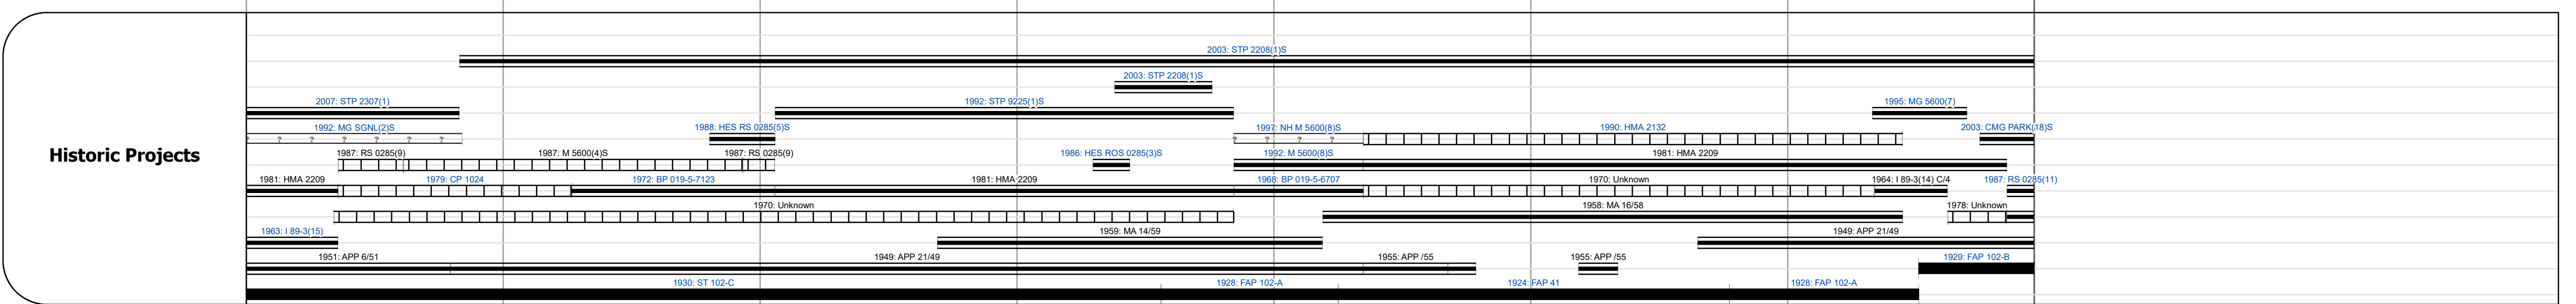 2003: STP 2208(1)S
2003: STP 2208(1)S
2007: STP 2307(1) 1992: STP 9225(1)S 1995: MG 5600(7)
1992: MG SGNL(2)S 1988: HES RS 0285(5)S 1997: NH M 5600(8)S 1990: HMA 2132 2003: CMG PARK(18)S
? ? ? ? ? ? ? ? ? ? ?
Historic Projects
1987: RS 0285(9) 1987: M 5600(4)S 1987: RS 0285(9) 1986: HES ROS 0285(3)S 1992: M 5600(8)S 1981: HMA 2209
1981: HMA 2209 1979: CP 1024 1972: BP 019-5-7123 1981: HMA 2209 1968: BP 019-5-6707 1970: Unknown 1964: I 89-3(14) C/4 1987: RS 0285(11)
1970: Unknown 1958: MA 16/58 1978: Unknown
1963: I 89-3(15) 1959: MA 14/59 1949: APP 21/49
1951: APP 6/51 1949: APP 21/49 1955: APP /55 1955: APP /55 1929: FAP 102-B
1930: ST 102-C 1928: FAP 102-A 1924: FAP 41 1928: FAP 102-A